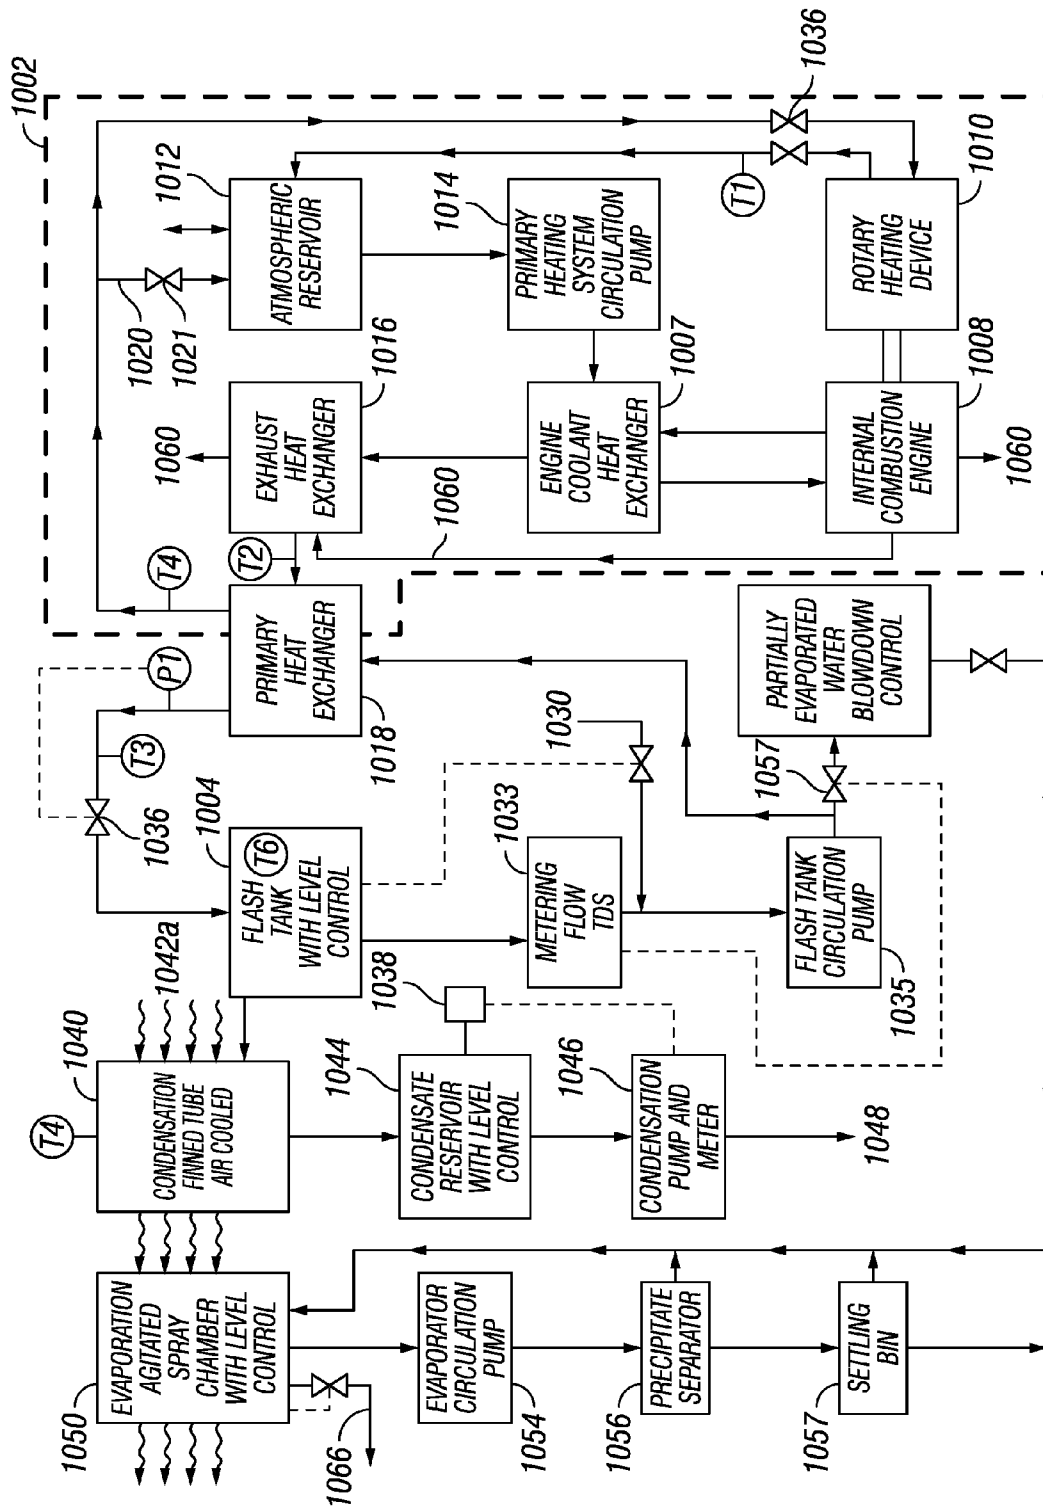 1002
1012
ATMOSPHERIC
RESERVOIR
1020
1021
1014
PRIMARY
HEATING
SYSTEM
CIRCULATION
PUMP
T1
1036
1010
ROTARY
HEATING
DEVICE
1060
1016
EXHAUST
HEAT
EXCHANGER
1007
ENGINE
COOLANT
HEAT
EXCHANGER
1008
INTERNAL
COMBUSTION
ENGINE
1060
1060
T2
T4
PRIMARY
HEAT
EXCHANGER
1018
P1
T3
1036
1030
PARTIALLY
EVAPORATED
WATER
BLOWDOWN
CONTROL
1057
1004
FLASH
TANK
WITH LEVEL
CONTROL
T6
1033
METERING
FLOW
TDS
FLASH TANK
CIRCULATION
PUMP
1035
1042a
1040
T4
CONDENSATION
FINNED TUBE
AIR COOLED
1038
1044
CONDENSATE
RESERVOIR
WITH LEVEL
CONTROL
1046
CONDENSATION
PUMP AND
METER
1048
1050
EVAPORATION
AGITATED
SPRAY
CHAMBER
WITH LEVEL
CONTROL
1066
EVAPORATOR
CIRCULATION
PUMP
1054
PRECIPITATE
SEPARATOR
1056
SETTLING
BIN
1057